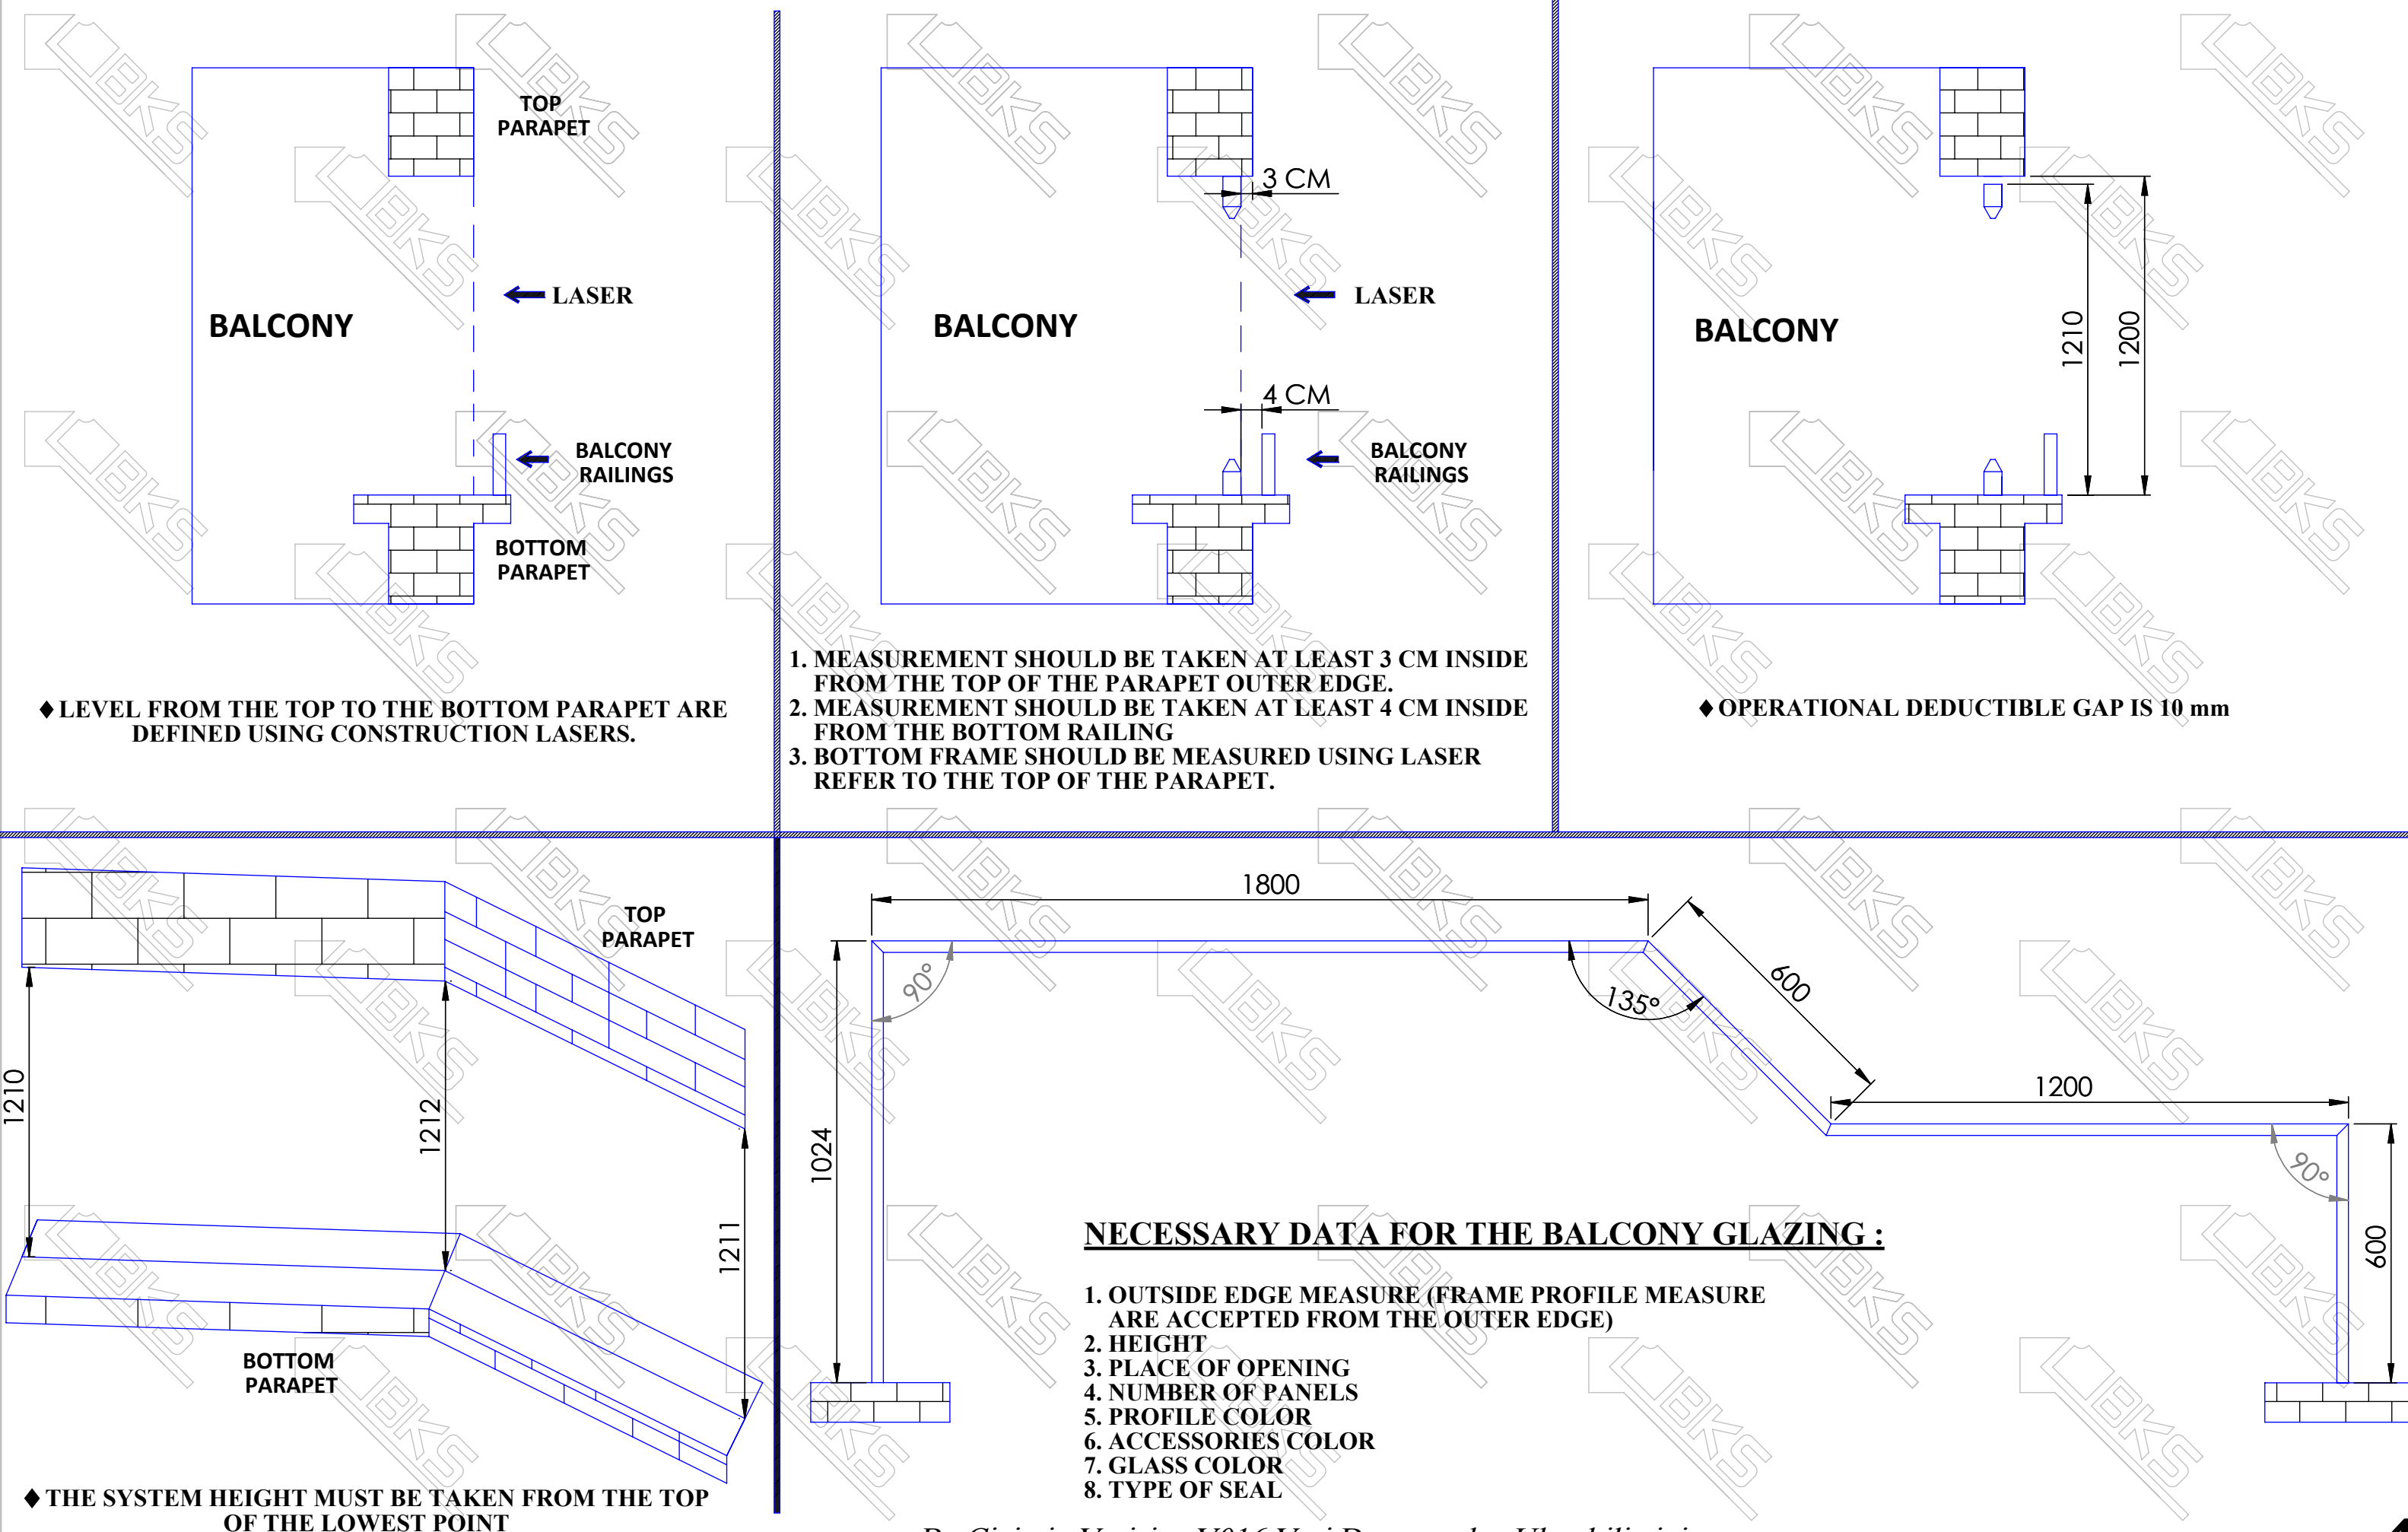 TOP
PARAPET
LASER
BALCONY
BALCONY
RAILINGS
BOTTOM
PARAPET
♦ LEVEL FROM THE TOP TO THE BOTTOM PARAPET ARE
DEFINED USING CONSTRUCTION LASERS.
3 CM
LASER
BALCONY
4 CM
BALCONY
RAILINGS
1. MEASUREMENT SHOULD BE TAKEN AT LEAST 3 CM INSIDE
FROM THE TOP OF THE PARAPET OUTER EDGE.
2. MEASUREMENT SHOULD BE TAKEN AT LEAST 4 CM INSIDE
FROM THE BOTTOM RAILING
3. BOTTOM FRAME SHOULD BE MEASURED USING LASER
REFER TO THE TOP OF THE PARAPET.
BALCONY
1210
1200
♦ OPERATIONAL DEDUCTIBLE GAP IS 10 mm
TOP
PARAPET
1210
1212
1211
BOTTOM
PARAPET
♦ THE SYSTEM HEIGHT MUST BE TAKEN FROM THE TOP
OF THE LOWEST POINT
1800
90°
135°
600
1200
1024
90°
600
NECESSARY DATA FOR THE BALCONY GLAZING :
1. OUTSIDE EDGE MEASURE (FRAME PROFILE MEASURE
ARE ACCEPTED FROM THE OUTER EDGE)
2. HEIGHT
3. PLACE OF OPENING
4. NUMBER OF PANELS
5. PROFILE COLOR
6. ACCESSORIES COLOR
7. GLASS COLOR
8. TYPE OF SEAL
BKS